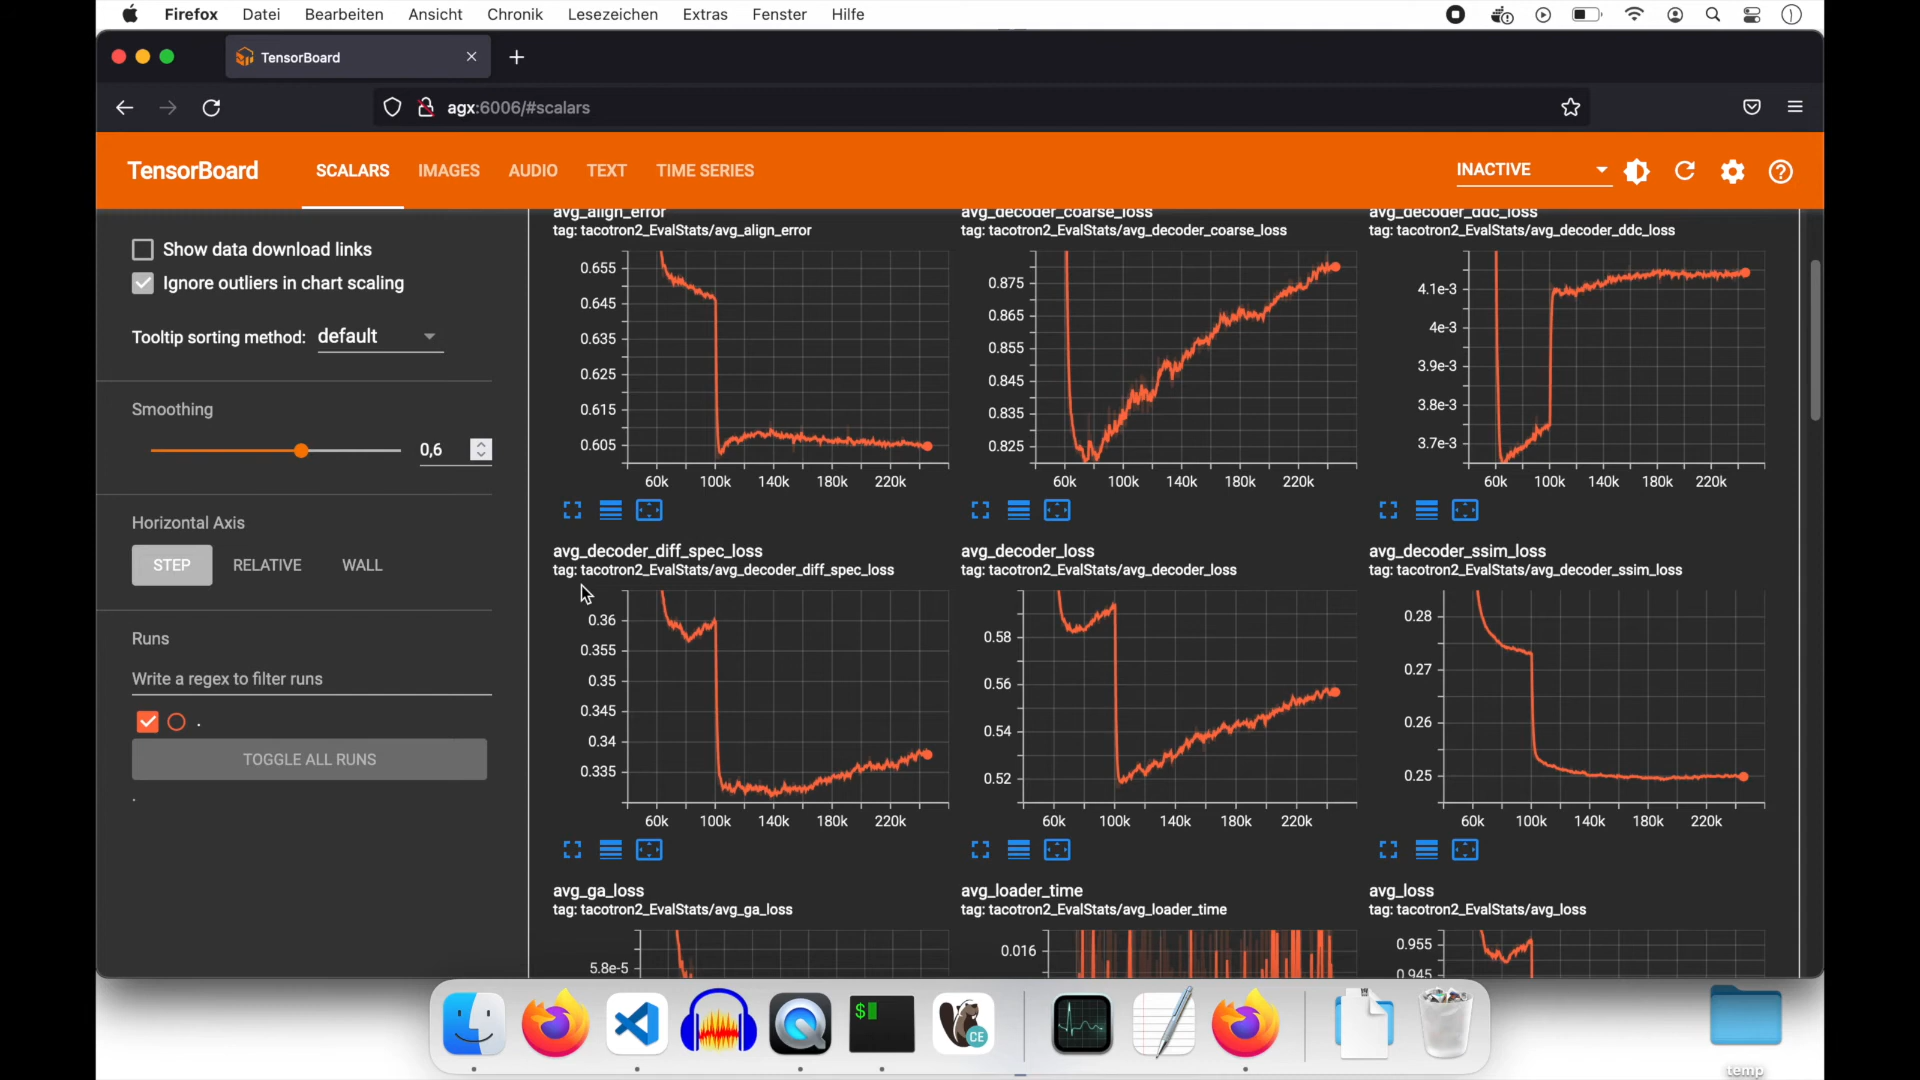 Firefox Datei Bearbeiten Ansicht Chronik Lesezeichen Extras Fenster Hilfe
TensorBoard
agx:6006/#scalars
TensorBoard SCALARS IMAGES AUDIO TEXT TIME SERIES INACTIVE
Show data download links
Ignore outliers in chart scaling
Tooltip sorting method: default
Smoothing
0,6
Horizontal Axis
STEP RELATIVE WALL
Runs
Write a regex to filter runs
.
TOGGLE ALL RUNS
.
avg_align_error
tag: tacotron2_EvalStats/avg_align_error
0.655
0.645
0.635
0.625
0.615
0.605
60k 100k 140k 180k 220k
avg_decoder_coarse_loss
tag: tacotron2_EvalStats/avg_decoder_coarse_loss
0.875
0.865
0.855
0.845
0.835
0.825
60k 100k 140k 180k 220k
avg_decoder_ddc_loss
tag: tacotron2_EvalStats/avg_decoder_ddc_loss
4.1e-3
4e-3
3.9e-3
3.8e-3
3.7e-3
60k 100k 140k 180k 220k
avg_decoder_diff_spec_loss
tag: tacotron2_EvalStats/avg_decoder_diff_spec_loss
0.36
0.355
0.35
0.345
0.34
0.335
60k 100k 140k 180k 220k
avg_decoder_loss
tag: tacotron2_EvalStats/avg_decoder_loss
0.58
0.56
0.54
0.52
60k 100k 140k 180k 220k
avg_decoder_ssim_loss
tag: tacotron2_EvalStats/avg_decoder_ssim_loss
0.28
0.27
0.26
0.25
60k 100k 140k 180k 220k
avg_ga_loss
tag: tacotron2_EvalStats/avg_ga_loss
5.8e-5
avg_loader_time
tag: tacotron2_EvalStats/avg_loader_time
0.016
avg_loss
tag: tacotron2_EvalStats/avg_loss
0.955
0.945
$
CE
temp